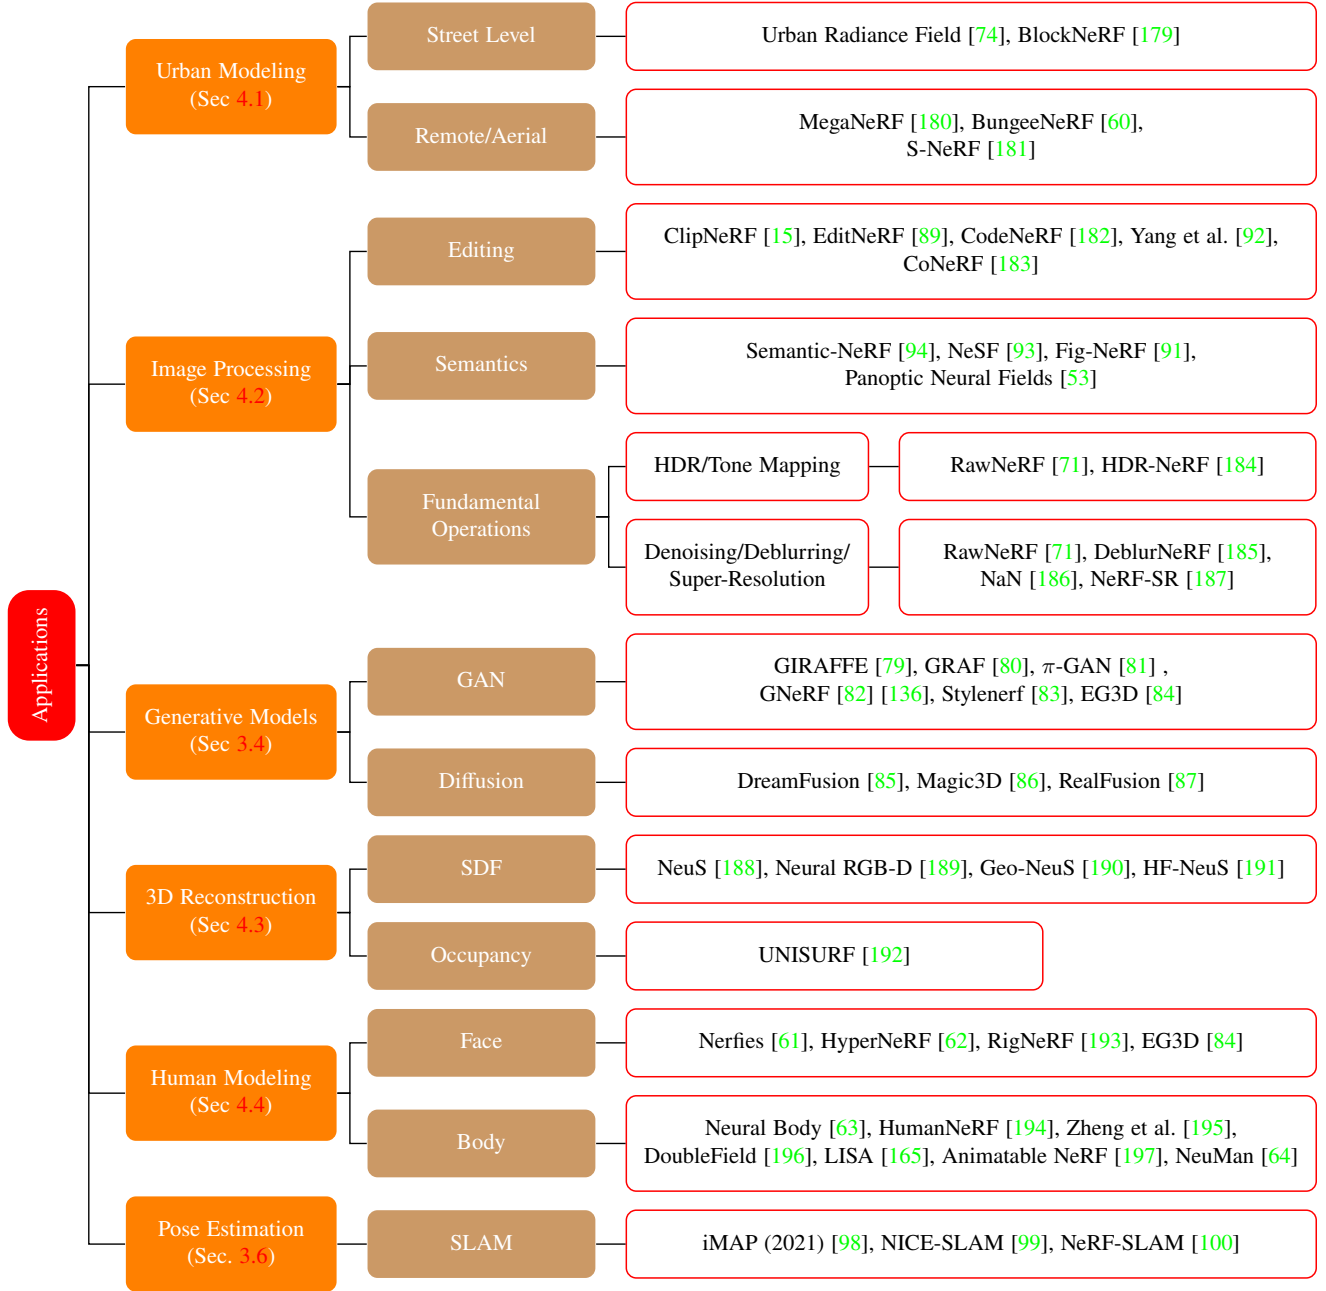 Applications
Urban Modeling
(Sec 4.1)
Street Level
Urban Radiance Field [74], BlockNeRF [179]
Remote/Aerial
MegaNeRF [180], BungeeNeRF [60],
S-NeRF [181]
Image Processing
(Sec 4.2)
Editing
ClipNeRF [15], EditNeRF [89], CodeNeRF [182], Yang et al. [92],
CoNeRF [183]
Semantics
Semantic-NeRF [94], NeSF [93], Fig-NeRF [91],
Panoptic Neural Fields [53]
Fundamental
Operations
HDR/Tone Mapping
RawNeRF [71], HDR-NeRF [184]
Denoising/Deblurring/
Super-Resolution
RawNeRF [71], DeblurNeRF [185],
NaN [186], NeRF-SR [187]
Generative Models
(Sec 3.4)
GAN
GIRAFFE [79], GRAF [80], π-GAN [81] ,
GNeRF [82] [136], Stylenerf [83], EG3D [84]
Diffusion
DreamFusion [85], Magic3D [86], RealFusion [87]
3D Reconstruction
(Sec 4.3)
SDF
NeuS [188], Neural RGB-D [189], Geo-NeuS [190], HF-NeuS [191]
Occupancy
UNISURF [192]
Human Modeling
(Sec 4.4)
Face
Nerfies [61], HyperNeRF [62], RigNeRF [193], EG3D [84]
Body
Neural Body [63], HumanNeRF [194], Zheng et al. [195],
DoubleField [196], LISA [165], Animatable NeRF [197], NeuMan [64]
Pose Estimation
(Sec. 3.6)
SLAM
iMAP (2021) [98], NICE-SLAM [99], NeRF-SLAM [100]